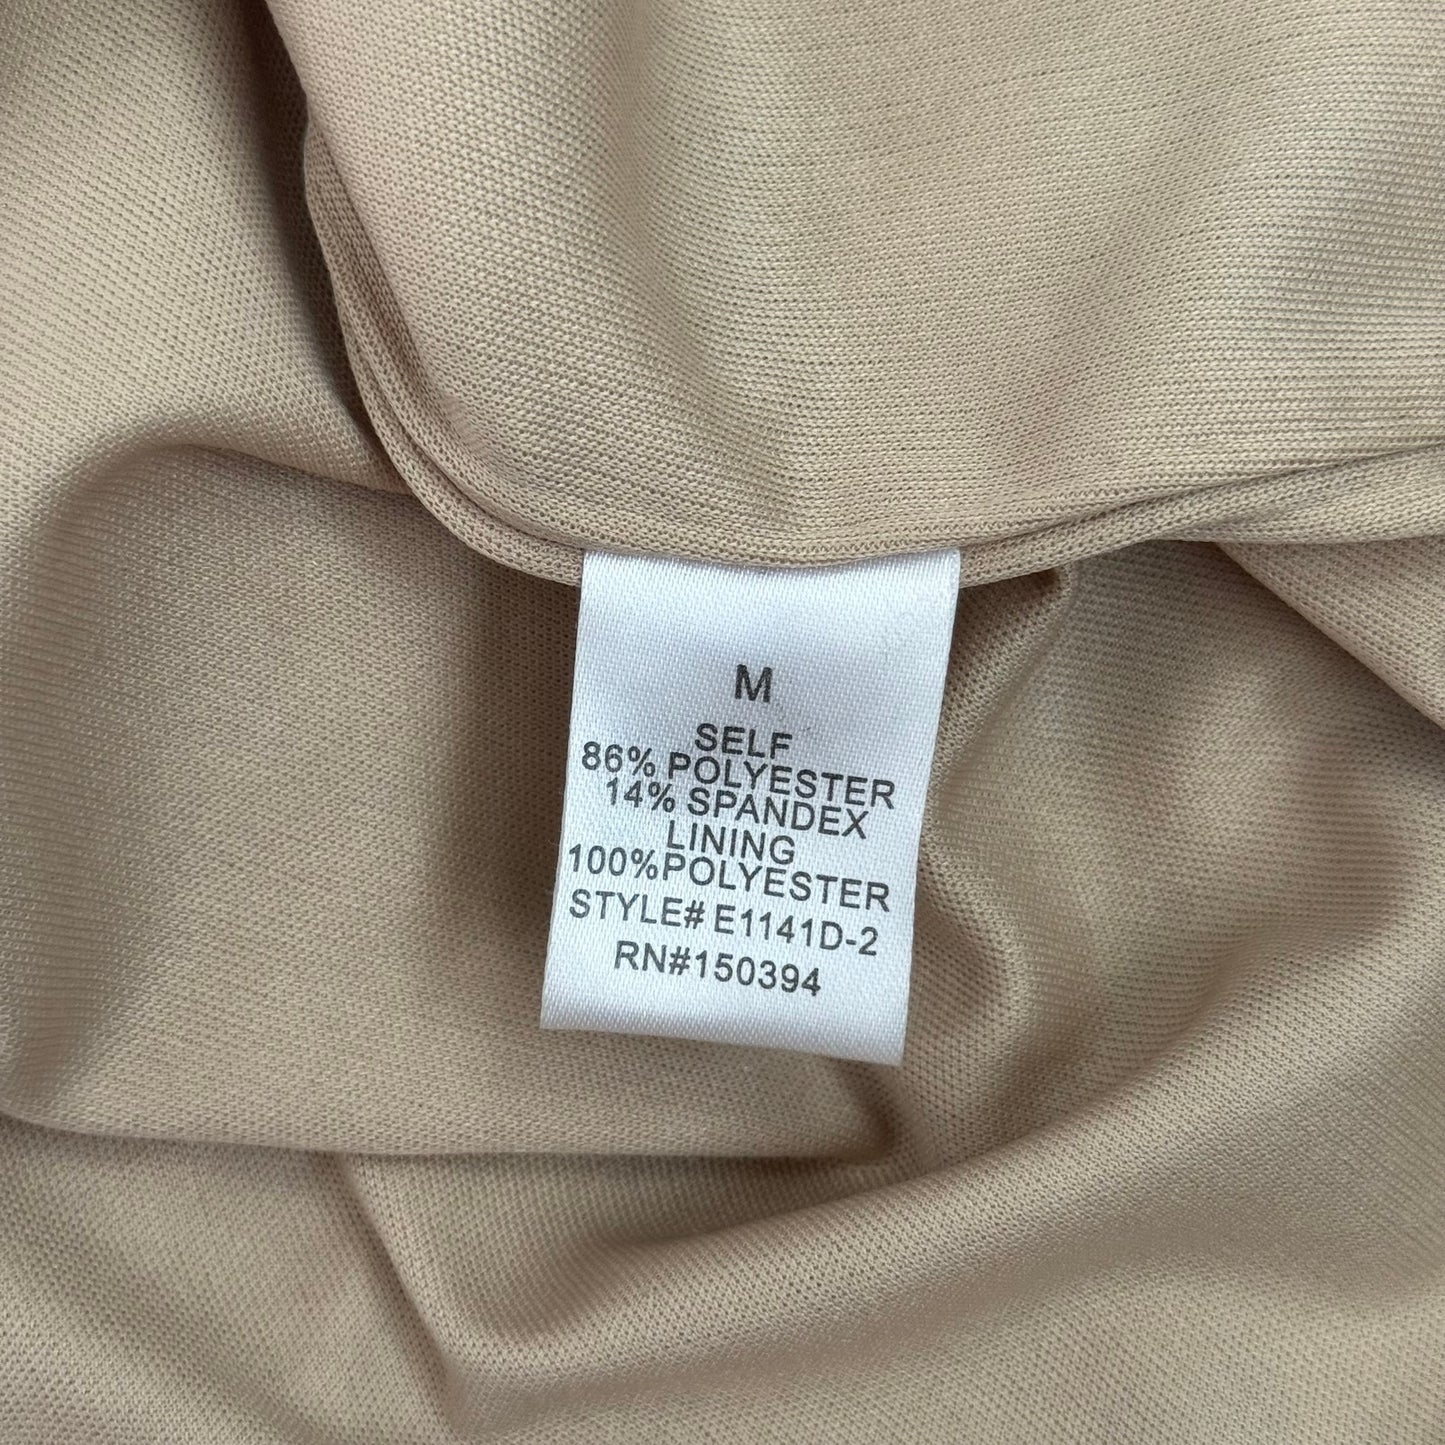 M
SELF
86% POLYESTER
14% SPANDEX
LINING
100%POLYESTER
STYLE# E1141D-2
RN#150394